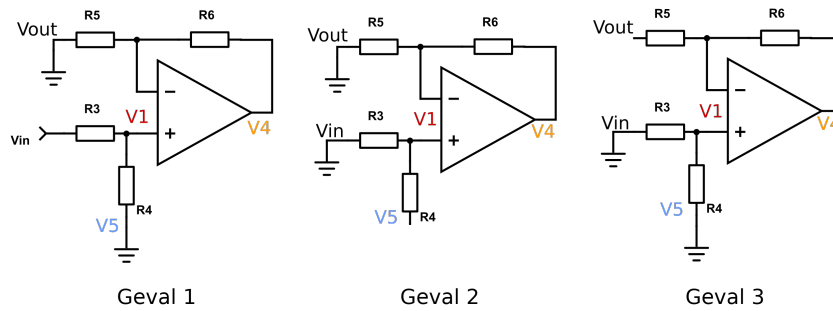 R5 R6
Vout
R3
V1
Vin
V4
R4
V5
Geval 1
R5 R6
Vout
R3
V1
Vin
V4
R4
V5
Geval 2
R5 R6
Vout
R3
V1
Vin
V4
R4
V5
Geval 3